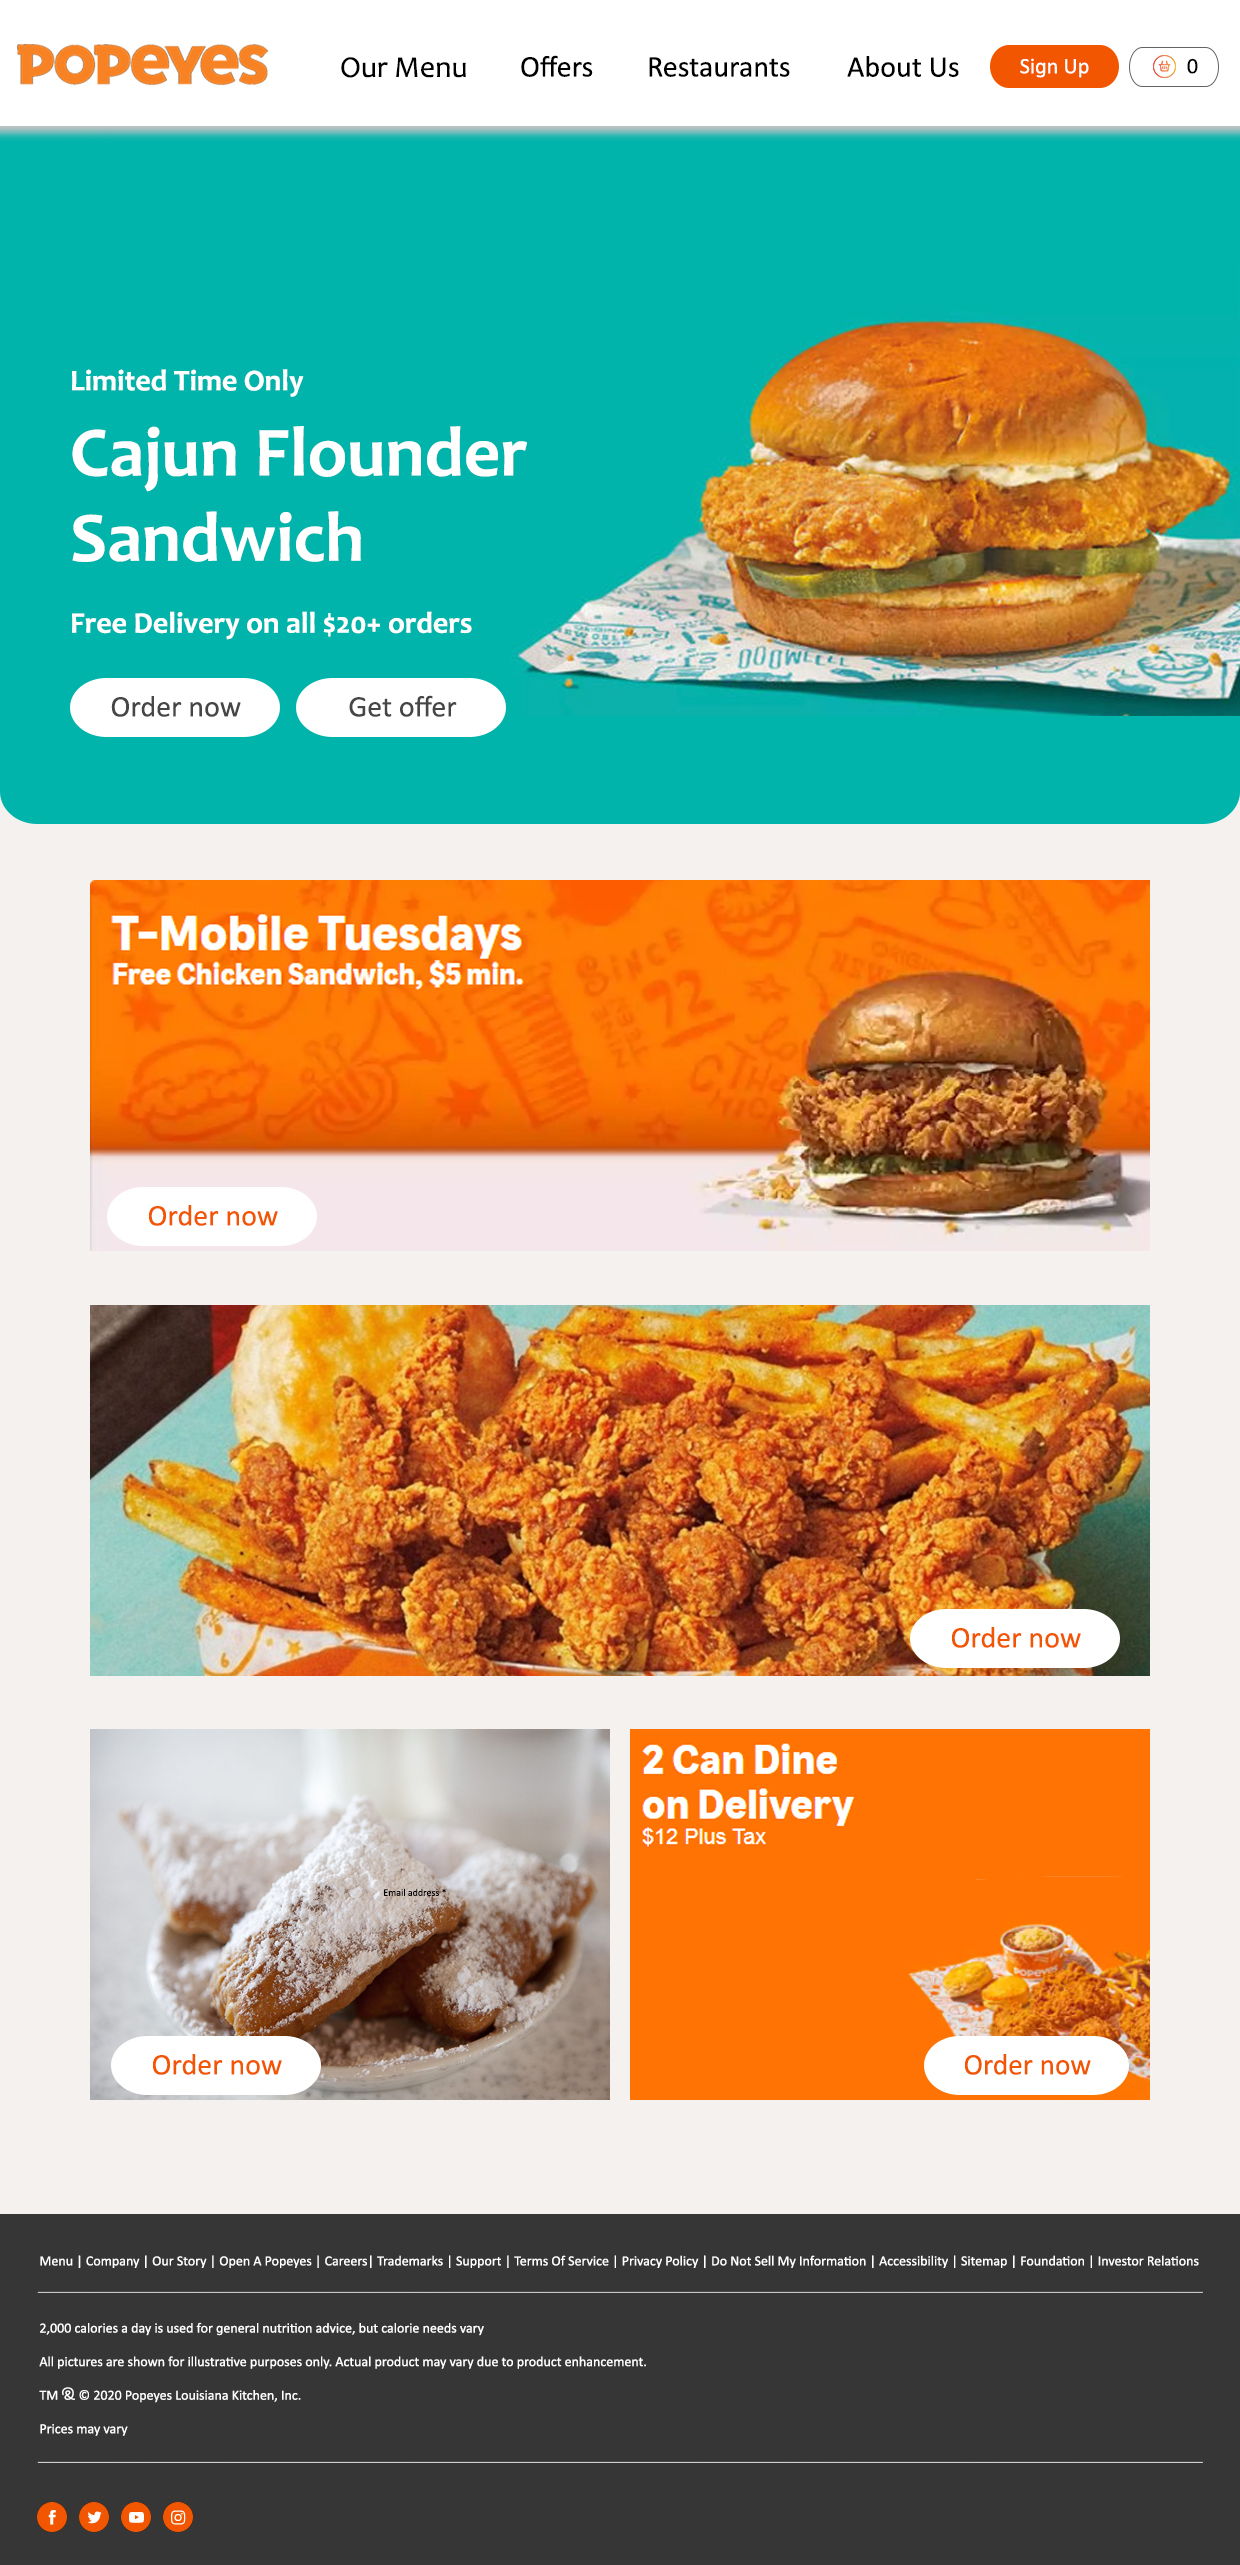 POPEYES
Our Menu Offers Restaurants About Us Sign Up 0
Limited Time Only
Cajun Flounder
Sandwich
Free Delivery on all $20+ orders
Order now Get offer
T-Mobile Tuesdays
Free Chicken Sandwich, $5 min.
Order now
Order now
2 Can Dine
on Delivery
$12 Plus Tax
Email address *
POPEYES
Order now Order now
Menu | Company | Our Story | Open A Popeyes | Careers| Trademarks | Support | Terms Of Service | Privacy Policy | Do Not Sell My Information | Accessibility | Sitemap | Foundation | Investor Relations
2,000 calories a day is used for general nutrition advice, but calorie needs vary
All pictures are shown for illustrative purposes only. Actual product may vary due to product enhancement.
TM ® © 2020 Popeyes Louisiana Kitchen, Inc.
Prices may vary